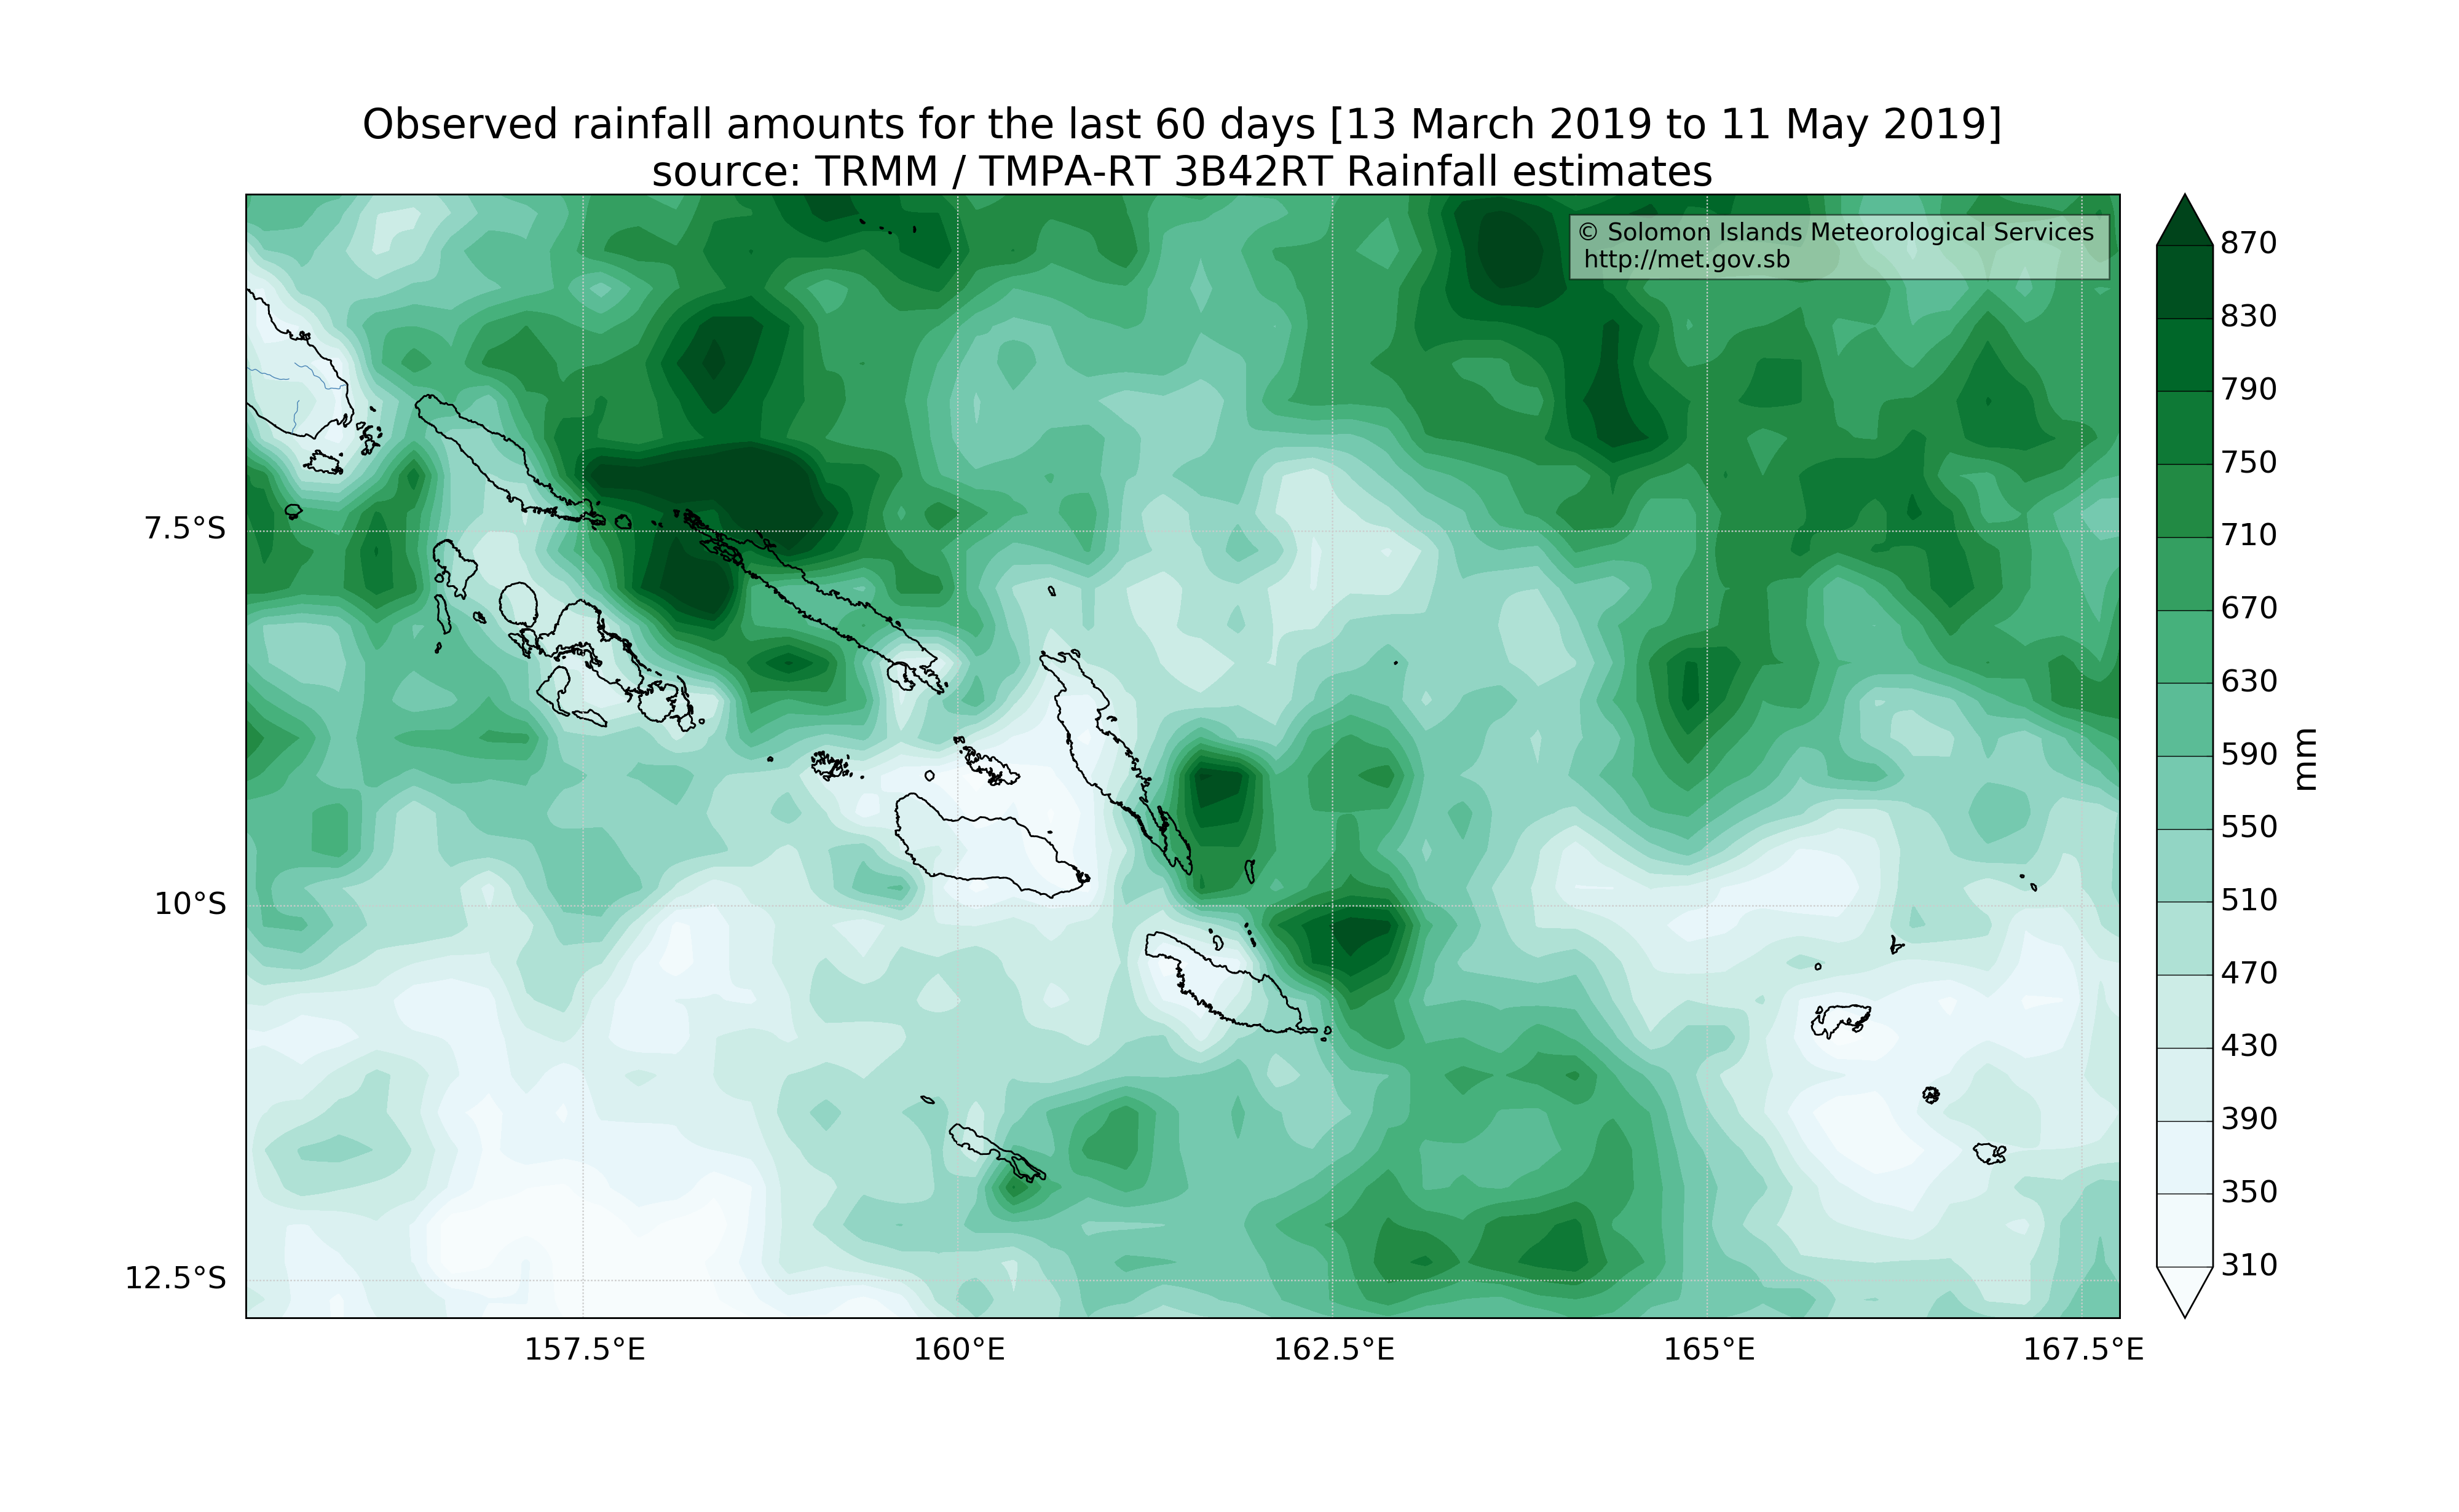 Observed rainfall amounts for the last 60 days [13 March 2019 to 11 May 2019]
source: TRMM / TMPA-RT 3B42RT Rainfall estimates
© Solomon Islands Meteorological Services
http://met.gov.sb
7.5°S
10°S
12.5°S
157.5°E
160°E
162.5°E
165°E
167.5°E
870
830
790
750
710
670
630
590
550
510
470
430
390
350
310
mm